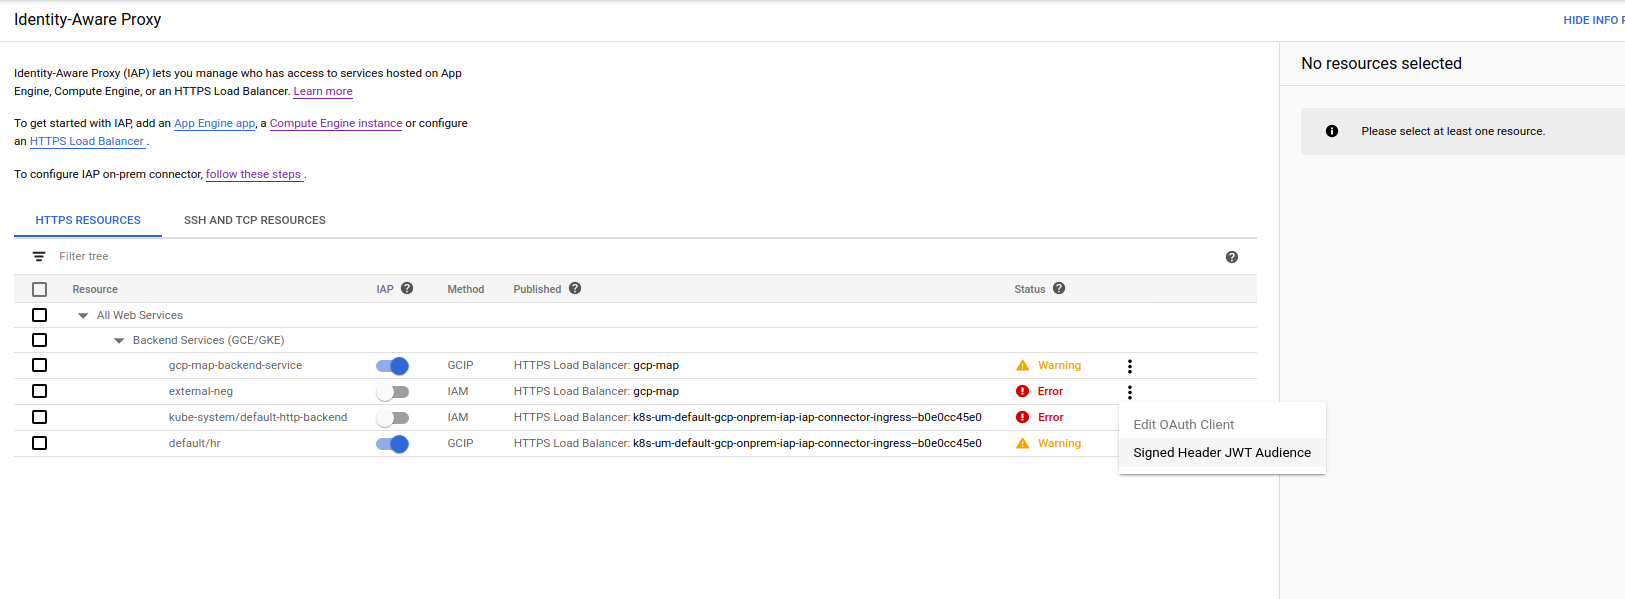 Identity-Aware Proxy
HIDE INFO P
Identity-Aware Proxy (IAP) lets you manage who has access to services hosted on App
Engine, Compute Engine, or an HTTPS Load Balancer. Learn more
To get started with IAP, add an App Engine app, a Compute Engine instance or configure
an HTTPS Load Balancer .
To configure IAP on-prem connector, follow these steps .
No resources selected
Please select at least one resource.
HTTPS RESOURCES SSH AND TCP RESOURCES
Filter tree
Resource IAP Method Published Status
All Web Services
Backend Services (GCE/GKE)
gcp-map-backend-service GCIP HTTPS Load Balancer: gcp-map Warning
external-neg IAM HTTPS Load Balancer: gcp-map Error
kube-system/default-http-backend IAM HTTPS Load Balancer: k8s-um-default-gcp-onprem-iap-iap-connector-ingress--b0e0cc45e0 Error
default/hr GCIP HTTPS Load Balancer: k8s-um-default-gcp-onprem-iap-iap-connector-ingress--b0e0cc45e0 Warning
Edit OAuth Client
Signed Header JWT Audience